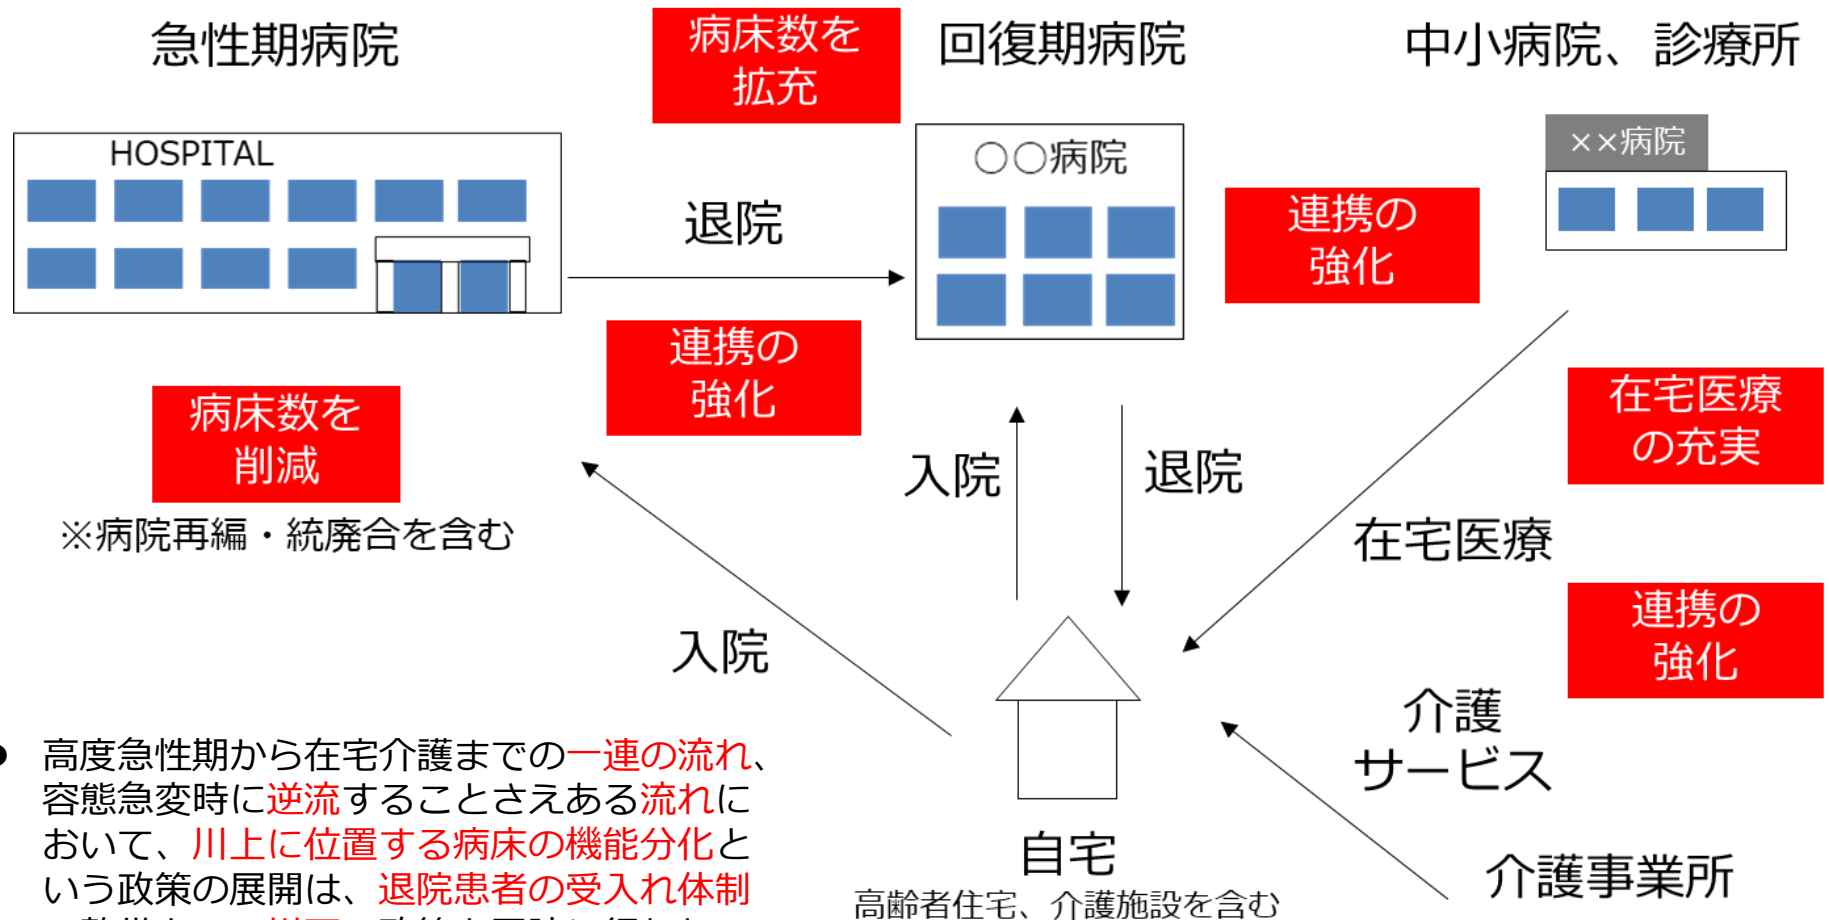 急性期病院
病床数を
拡充
回復期病院
中小病院、診療所
HOSPITAL
〇〇病院
××病院
退院
連携の
強化
連携の
強化
病床数を
削減
※病院再編・統廃合を含む
入院
退院
在宅医療
の充実
在宅医療
連携の
強化
入院
介護
サービス
自宅
高齢者住宅、介護施設を含む
介護事業所
● 高度急性期から在宅介護までの一連の流れ、
容態急変時に逆流することさえある流れに
おいて、川上に位置する病床の機能分化と
いう政策の展開は、退院患者の受入れ体制